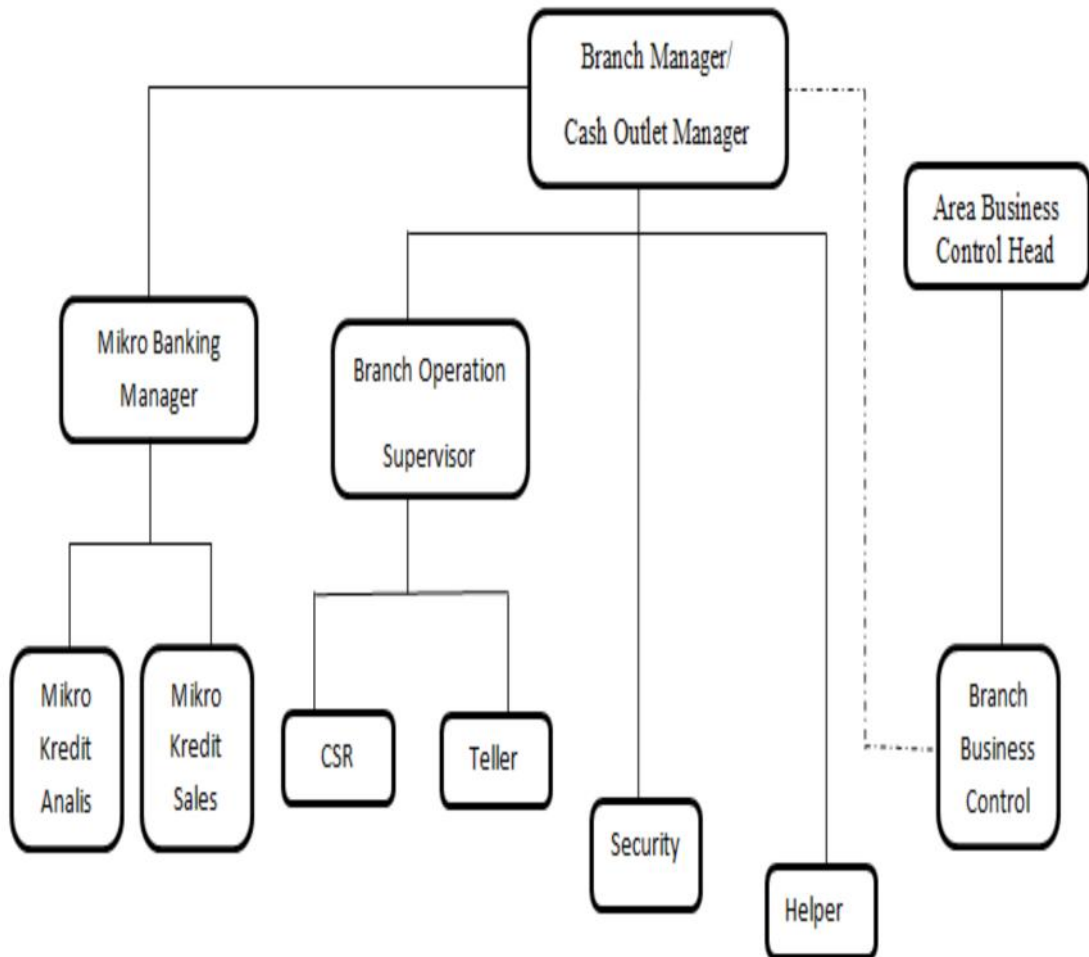 Branch Manager/
Cash Outlet Manager
Area Business
Control Head
Mikro Banking
Manager
Branch Operation
Supervisor
Mikro
Kredit
Analis
Mikro
Kredit
Sales
CSR
Teller
Security
Helper
Branch
Business
Control